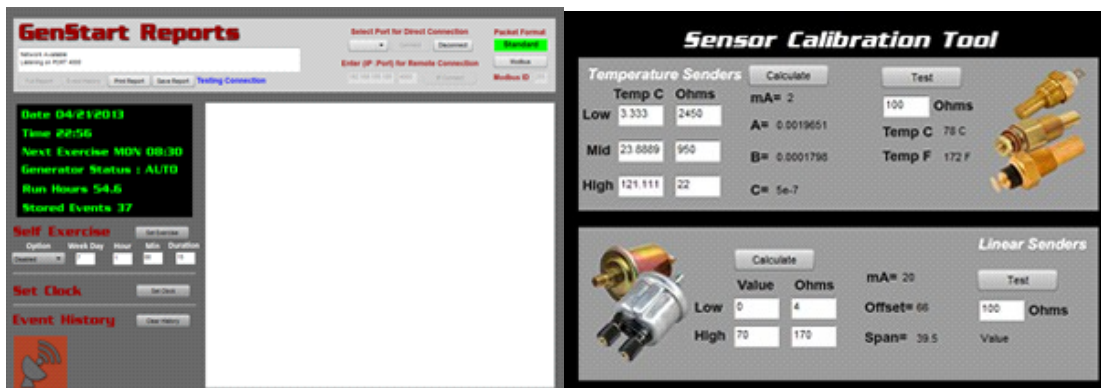 GenStart Reports
Network Available
Listening on PORT 4000
Print Report
Save Report
Testing Connection
Select Port for Direct Connection
Connect
Disconnect
Enter (IP :Port) for Remote Connection
Packet Format
Standard
Modbus
Modbus ID
Date 04/21/2013
Time 22:56
Next Exercise MON 08:30
Generator Status : AUTO
Run Hours 54.6
Stored Events 37
Self Exercise
Set Exercise
Option Week Day Hour Min Duration
Disabled
Set Clock
Set Clock
Event History
Clear History
Sensor Calibration Tool
Temperature Senders
Calculate
Test
Temp C Ohms
Low 3.333 2450
Mid 23.8889 950
High 121.111 22
mA= 2
A= 0.0019651
B= 0.0001798
C= 5e-7
100 Ohms
Temp C 78 C
Temp F 172 F
Linear Senders
Calculate
Test
Value Ohms
Low 0 4
High 70 170
mA= 20
Offset= 66
Span= 39.5
100 Ohms
Value